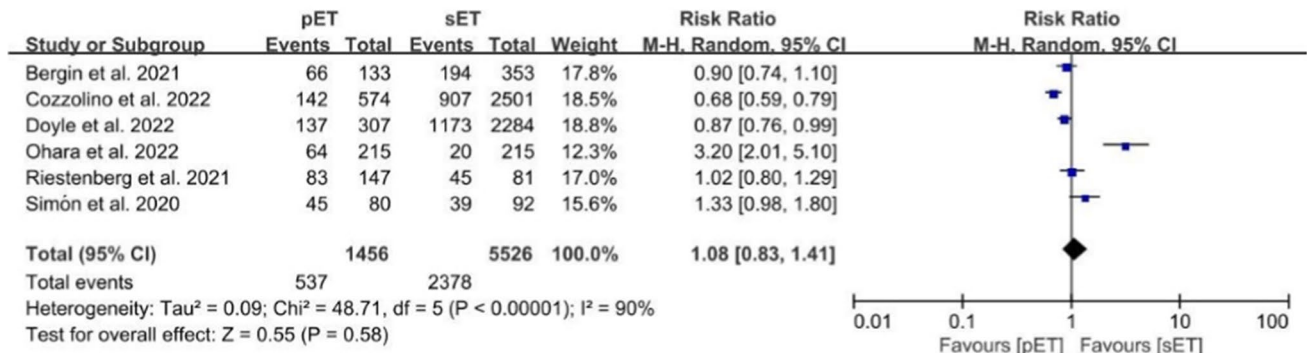 pET sET Risk Ratio Risk Ratio
Study or Subgroup Events Total Events Total Weight M-H. Random. 95% CI M-H. Random. 95% CI
Bergin et al. 2021 66 133 194 353 17.8% 0.90 [0.74, 1.10]
Cozzolino et al. 2022 142 574 907 2501 18.5% 0.68 [0.59, 0.79]
Doyle et al. 2022 137 307 1173 2284 18.8% 0.87 [0.76, 0.99]
Ohara et al. 2022 64 215 20 215 12.3% 3.20 [2.01, 5.10]
Riestenberg et al. 2021 83 147 45 81 17.0% 1.02 [0.80, 1.29]
Simón et al. 2020 45 80 39 92 15.6% 1.33 [0.98, 1.80]
Total (95% CI) 1456 5526 100.0% 1.08 [0.83, 1.41]
Total events 537 2378
Heterogeneity: Tau² = 0.09; Chi² = 48.71, df = 5 (P < 0.00001); I² = 90%
Test for overall effect: Z = 0.55 (P = 0.58)
0.01 0.1 1 10 100
Favours [pET] Favours [sET]